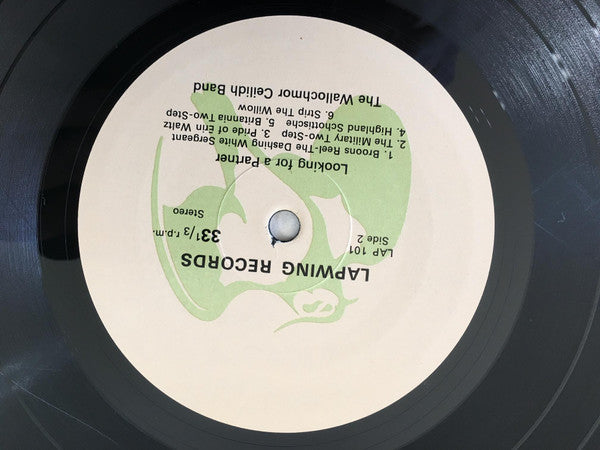 LAPWING RECORDS
LAP 101
Side 2
33 1/3 r.p.m.
Stereo
Looking for a Partner
1. Broons Reel-The Dashing White Sergeant
2. The Military Two-Step 3. Pride of Erin Waltz
4. Highland Schottische 5. Britannia Two-Step
6. Strip The Willow
The Wallochmor Ceilidh Band